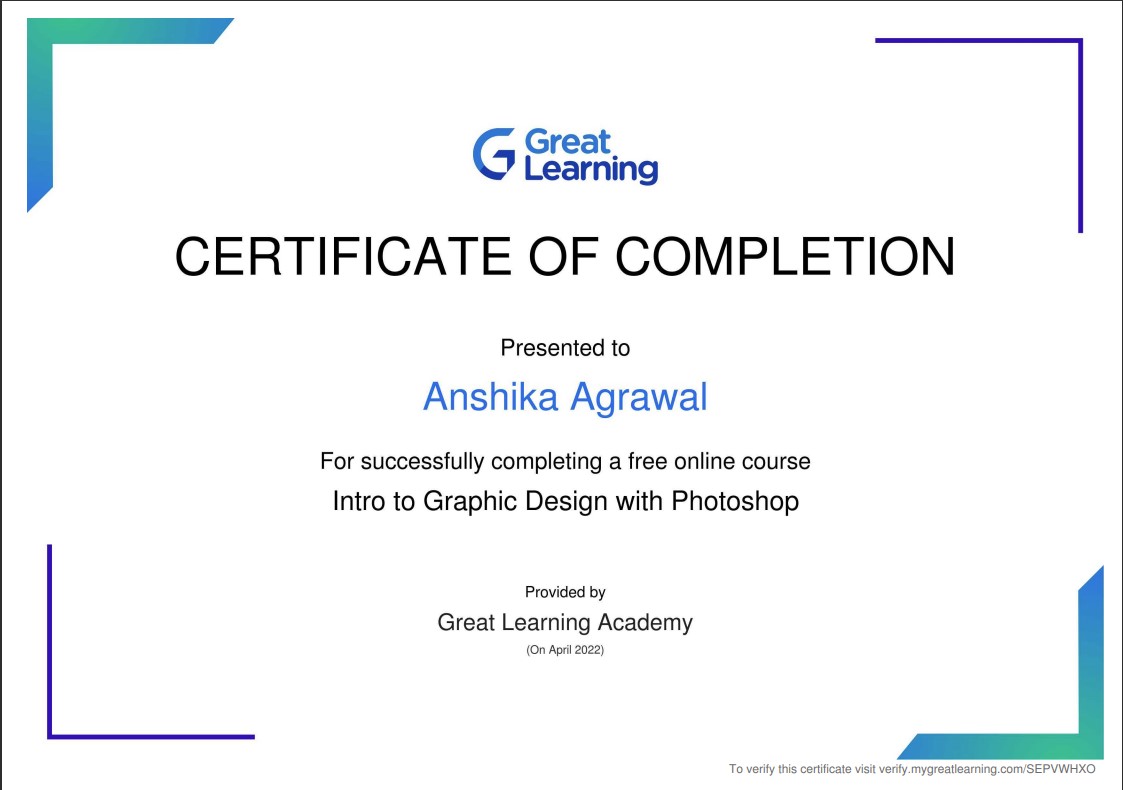 Great
Learning
CERTIFICATE OF COMPLETION
Presented to
Anshika Agrawal
For successfully completing a free online course
Intro to Graphic Design with Photoshop
Provided by
Great Learning Academy
(On April 2022)
To verify this certificate visit verify.mygreatlearning.com/SEPVWHXO